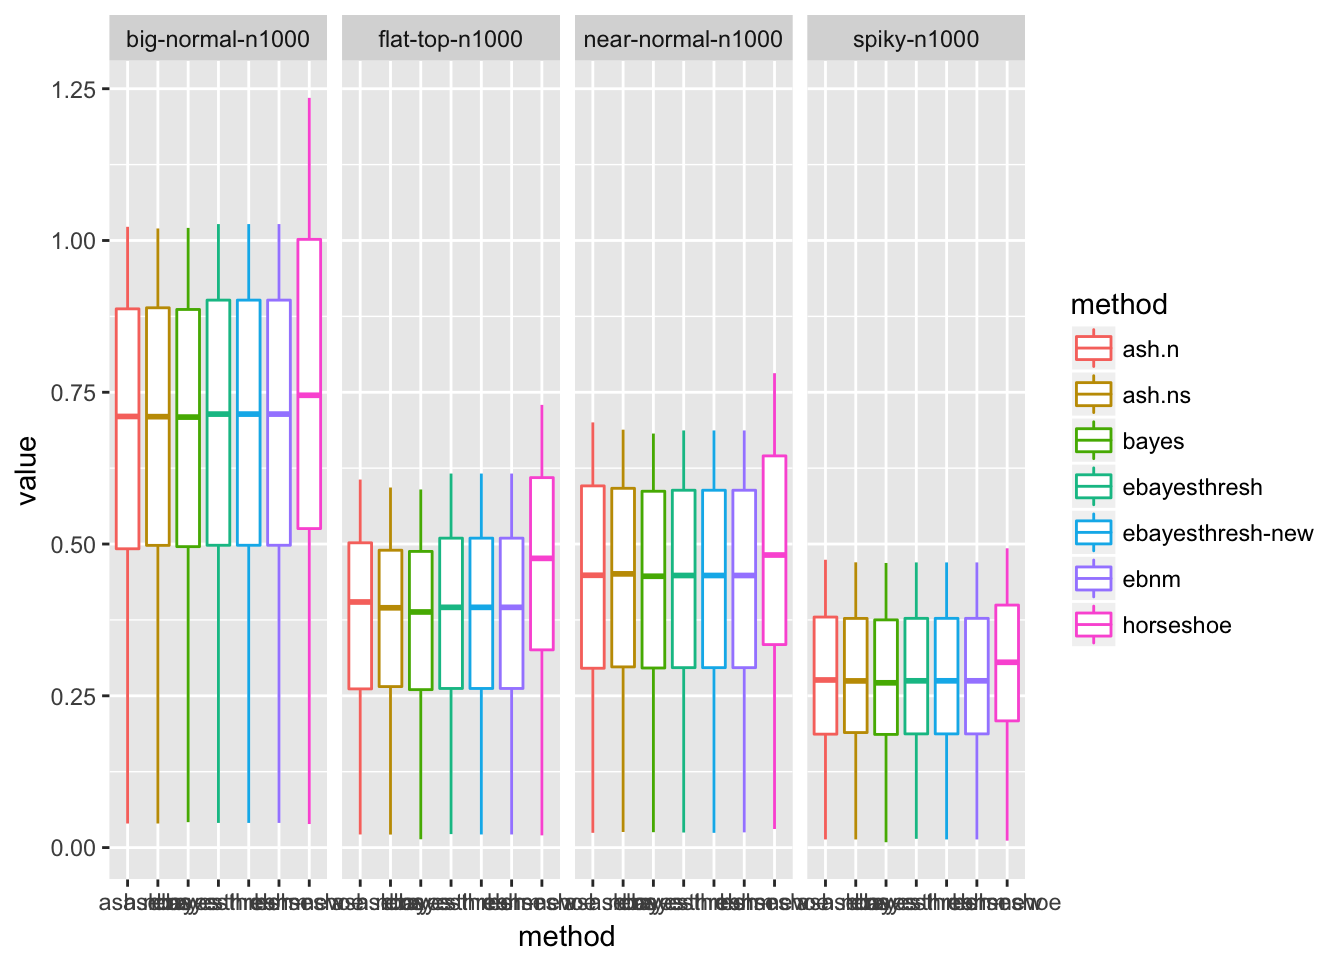 big-normal-n1000
flat-top-n1000
near-normal-n1000
spiky-n1000
1.25
1.00
0.75
0.50
0.25
0.00
value
method
method
ash.n
ash.ns
bayes
ebayesthresh
ebayesthresh-new
ebnm
horseshoe